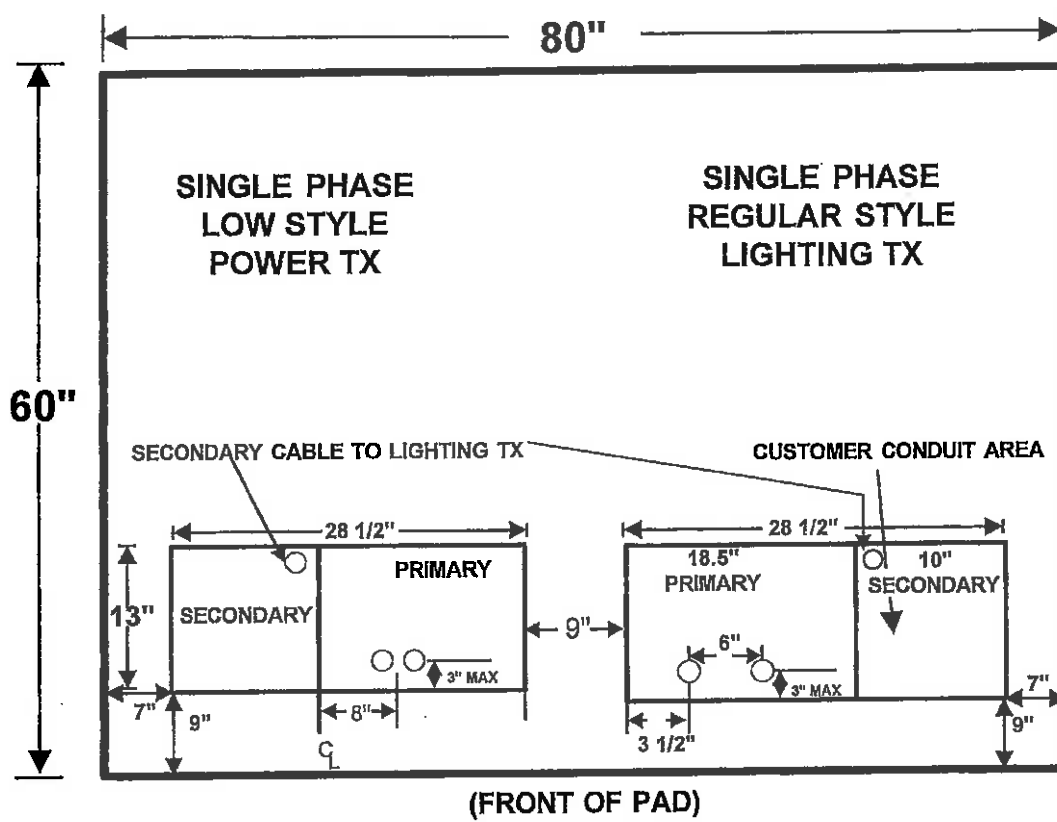 80"
SINGLE PHASE
LOW STYLE
POWER TX
SINGLE PHASE
REGULAR STYLE
LIGHTING TX
60"
SECONDARY CABLE TO LIGHTING TX
CUSTOMER CONDUIT AREA
28 1/2"
28 1/2"
PRIMARY
18.5"
PRIMARY
10"
SECONDARY
13"
SECONDARY
9"
6"
3" MAX
3" MAX
7"
9"
8"
3 1/2"
7"
9"
CL
(FRONT OF PAD)